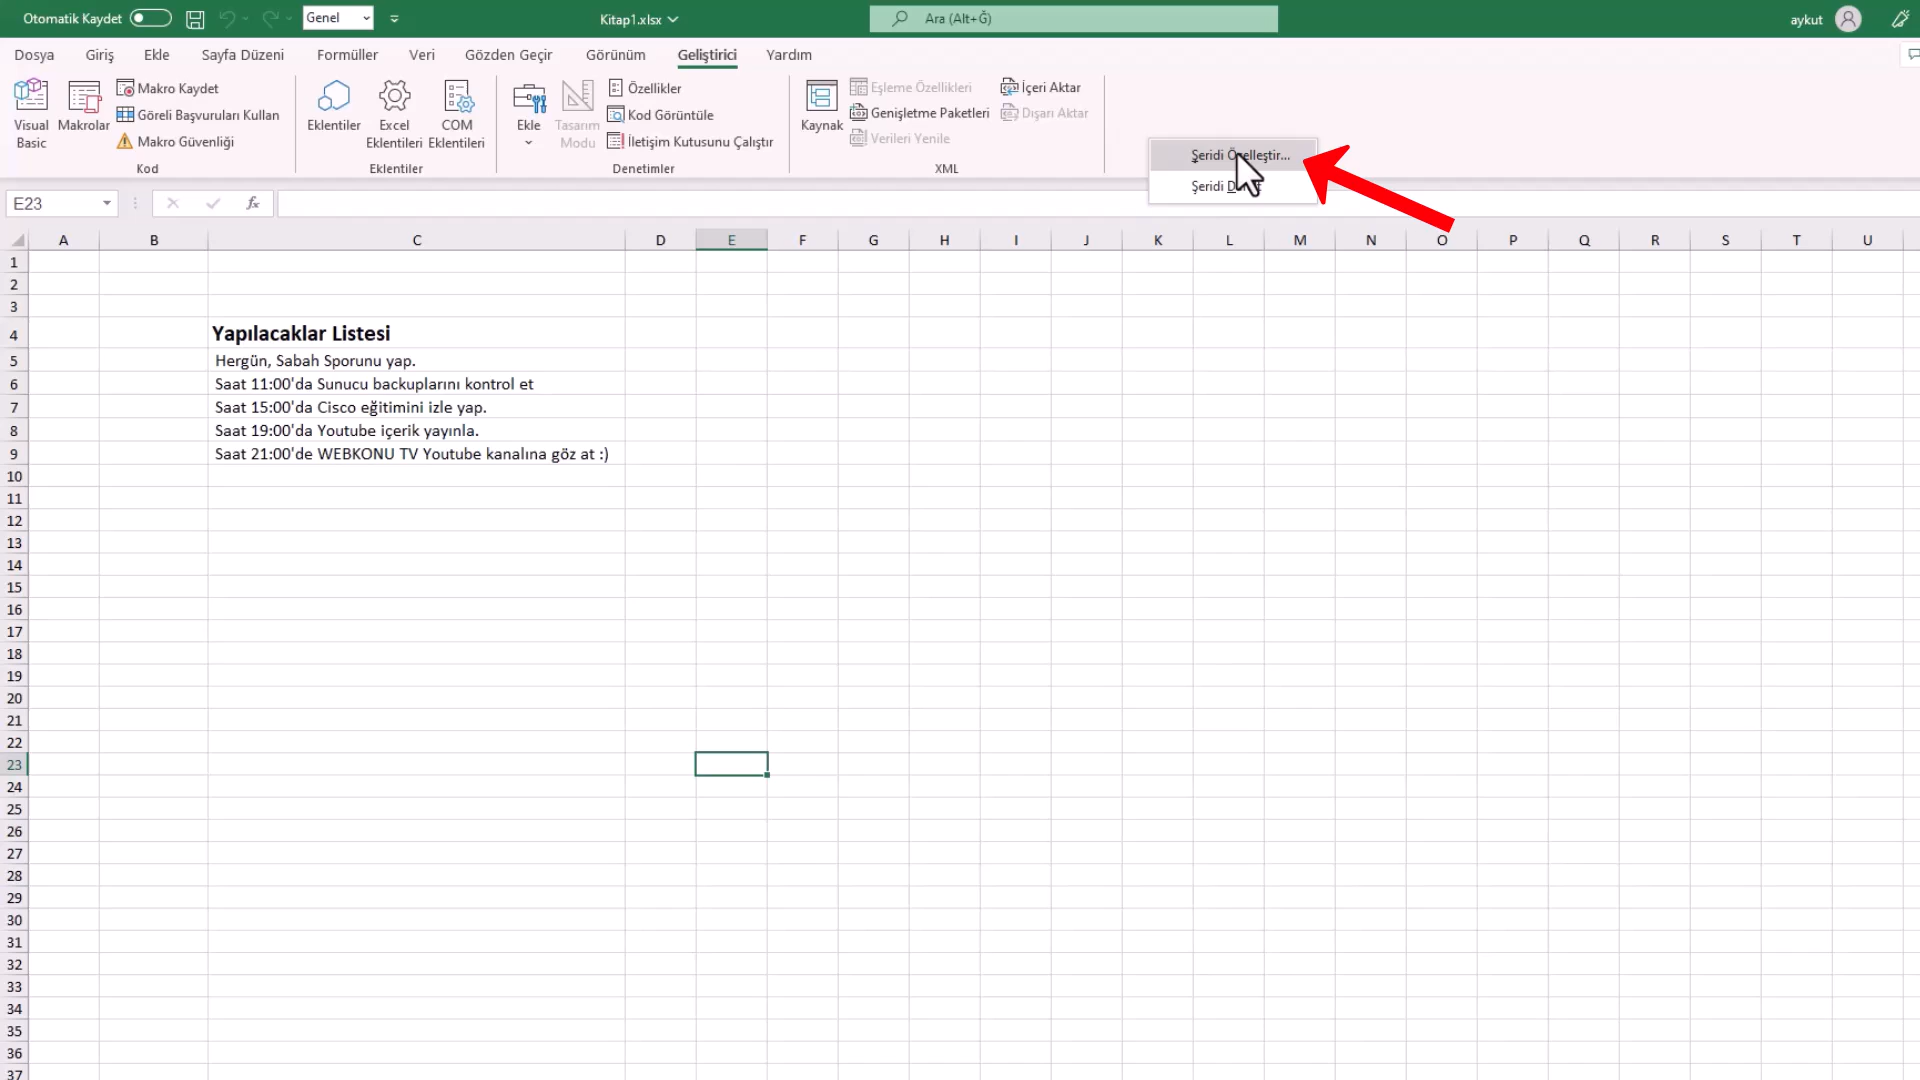 Otomatik Kaydet
Genel
Kitap1.xlsx
Ara (Alt+Ğ)
aykut
Dosya Giriş Ekle Sayfa Düzeni Formüller Veri Gözden Geçir Görünüm Geliştirici Yardım
Visual Basic
Makrolar
Makro Kaydet
Göreli Başvuruları Kullan
Makro Güvenliği
Kod
Eklentiler
Excel Eklentileri
COM Eklentileri
Eklentiler
Ekle
Tasarım Modu
Özellikler
Kod Görüntüle
İletişim Kutusunu Çalıştır
Denetimler
Kaynak
Eşleme Özellikleri
Genişletme Paketleri
Verileri Yenile
İçeri Aktar
Dışarı Aktar
XML
Şeridi
Şeridi
E23
fx
A B C D E F G H I J K L M N O P Q R S T U
1
2
3
4 Yapılacaklar Listesi
5 Hergün, Sabah Sporunu yap.
6 Saat 11:00'da Sunucu backuplarını kontrol et
7 Saat 15:00'da Cisco eğitimini izle yap.
8 Saat 19:00'da Youtube içerik yayınla.
9 Saat 21:00'de WEBKONU TV Youtube kanalına göz at :)
10
11
12
13
14
15
16
17
18
19
20
21
22
23
24
25
26
27
28
29
30
31
32
33
34
35
36
37